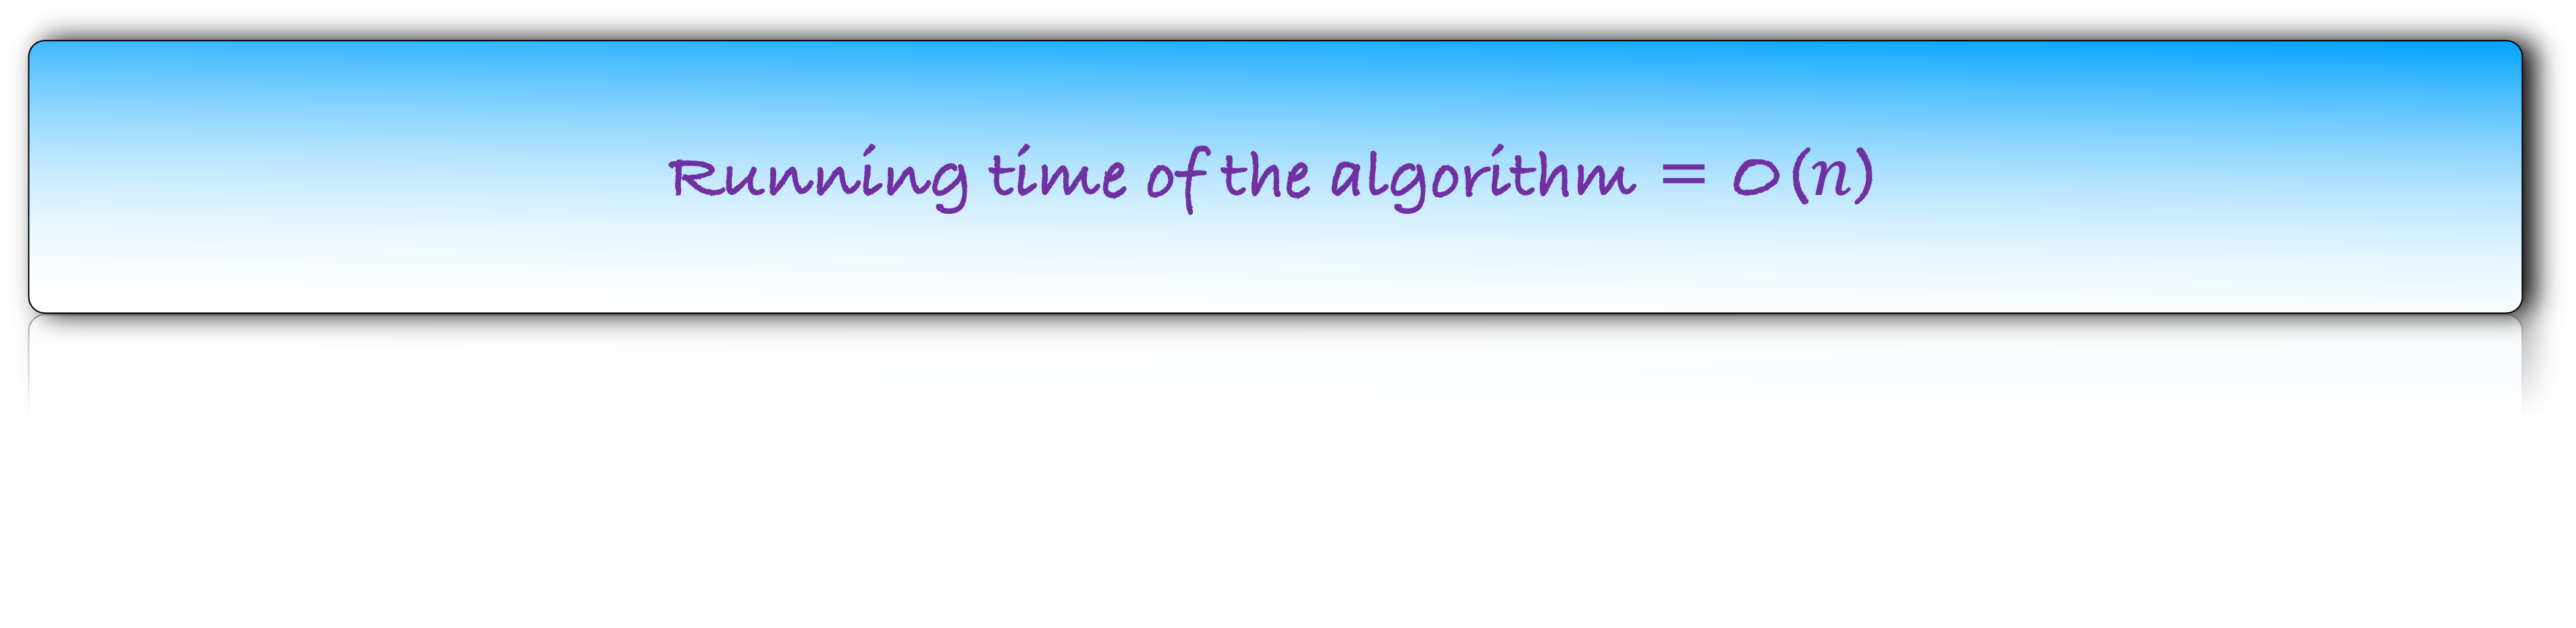 Running time of the algorithm = O(n)